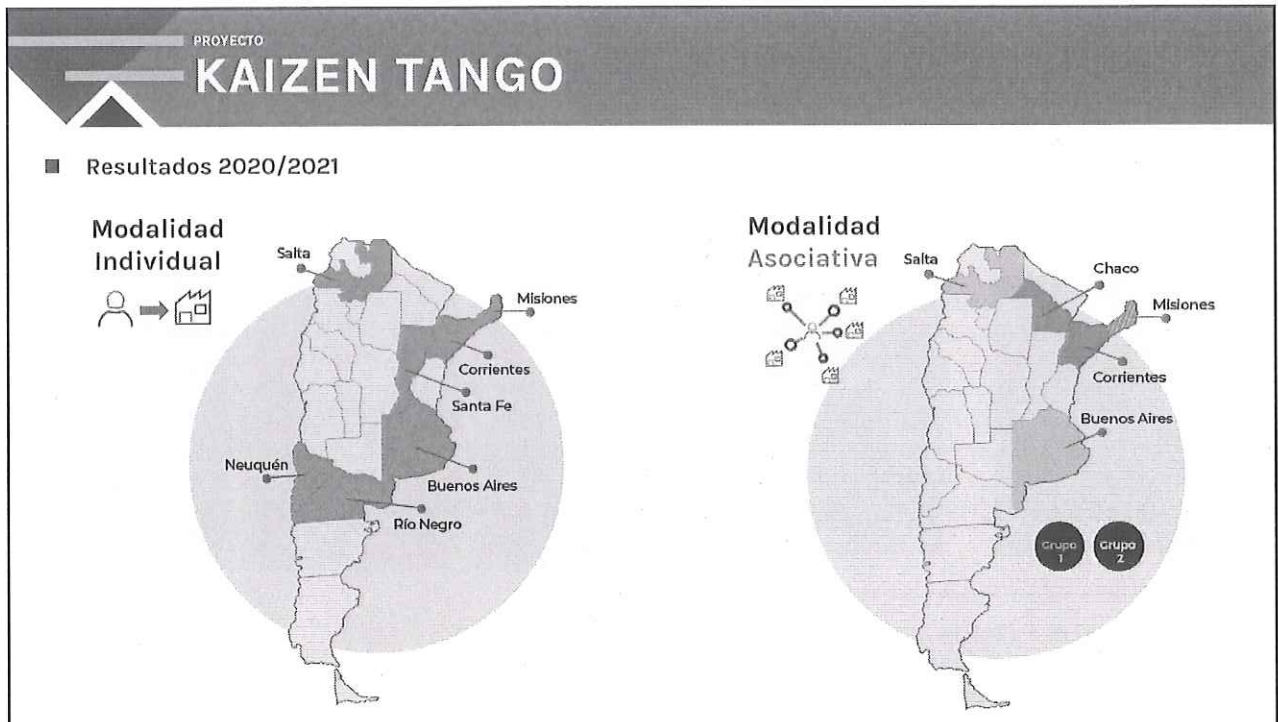 PROYECTO
KAIZEN TANGO
Resultados 2020/2021
Modalidad
Individual
Salta
Misiones
Corrientes
Santa Fe
Neuquén
Buenos Aires
Río Negro
Modalidad
Asociativa
Salta
Chaco
Misiones
Corrientes
Buenos Aires
Grupo
1
Grupo
2